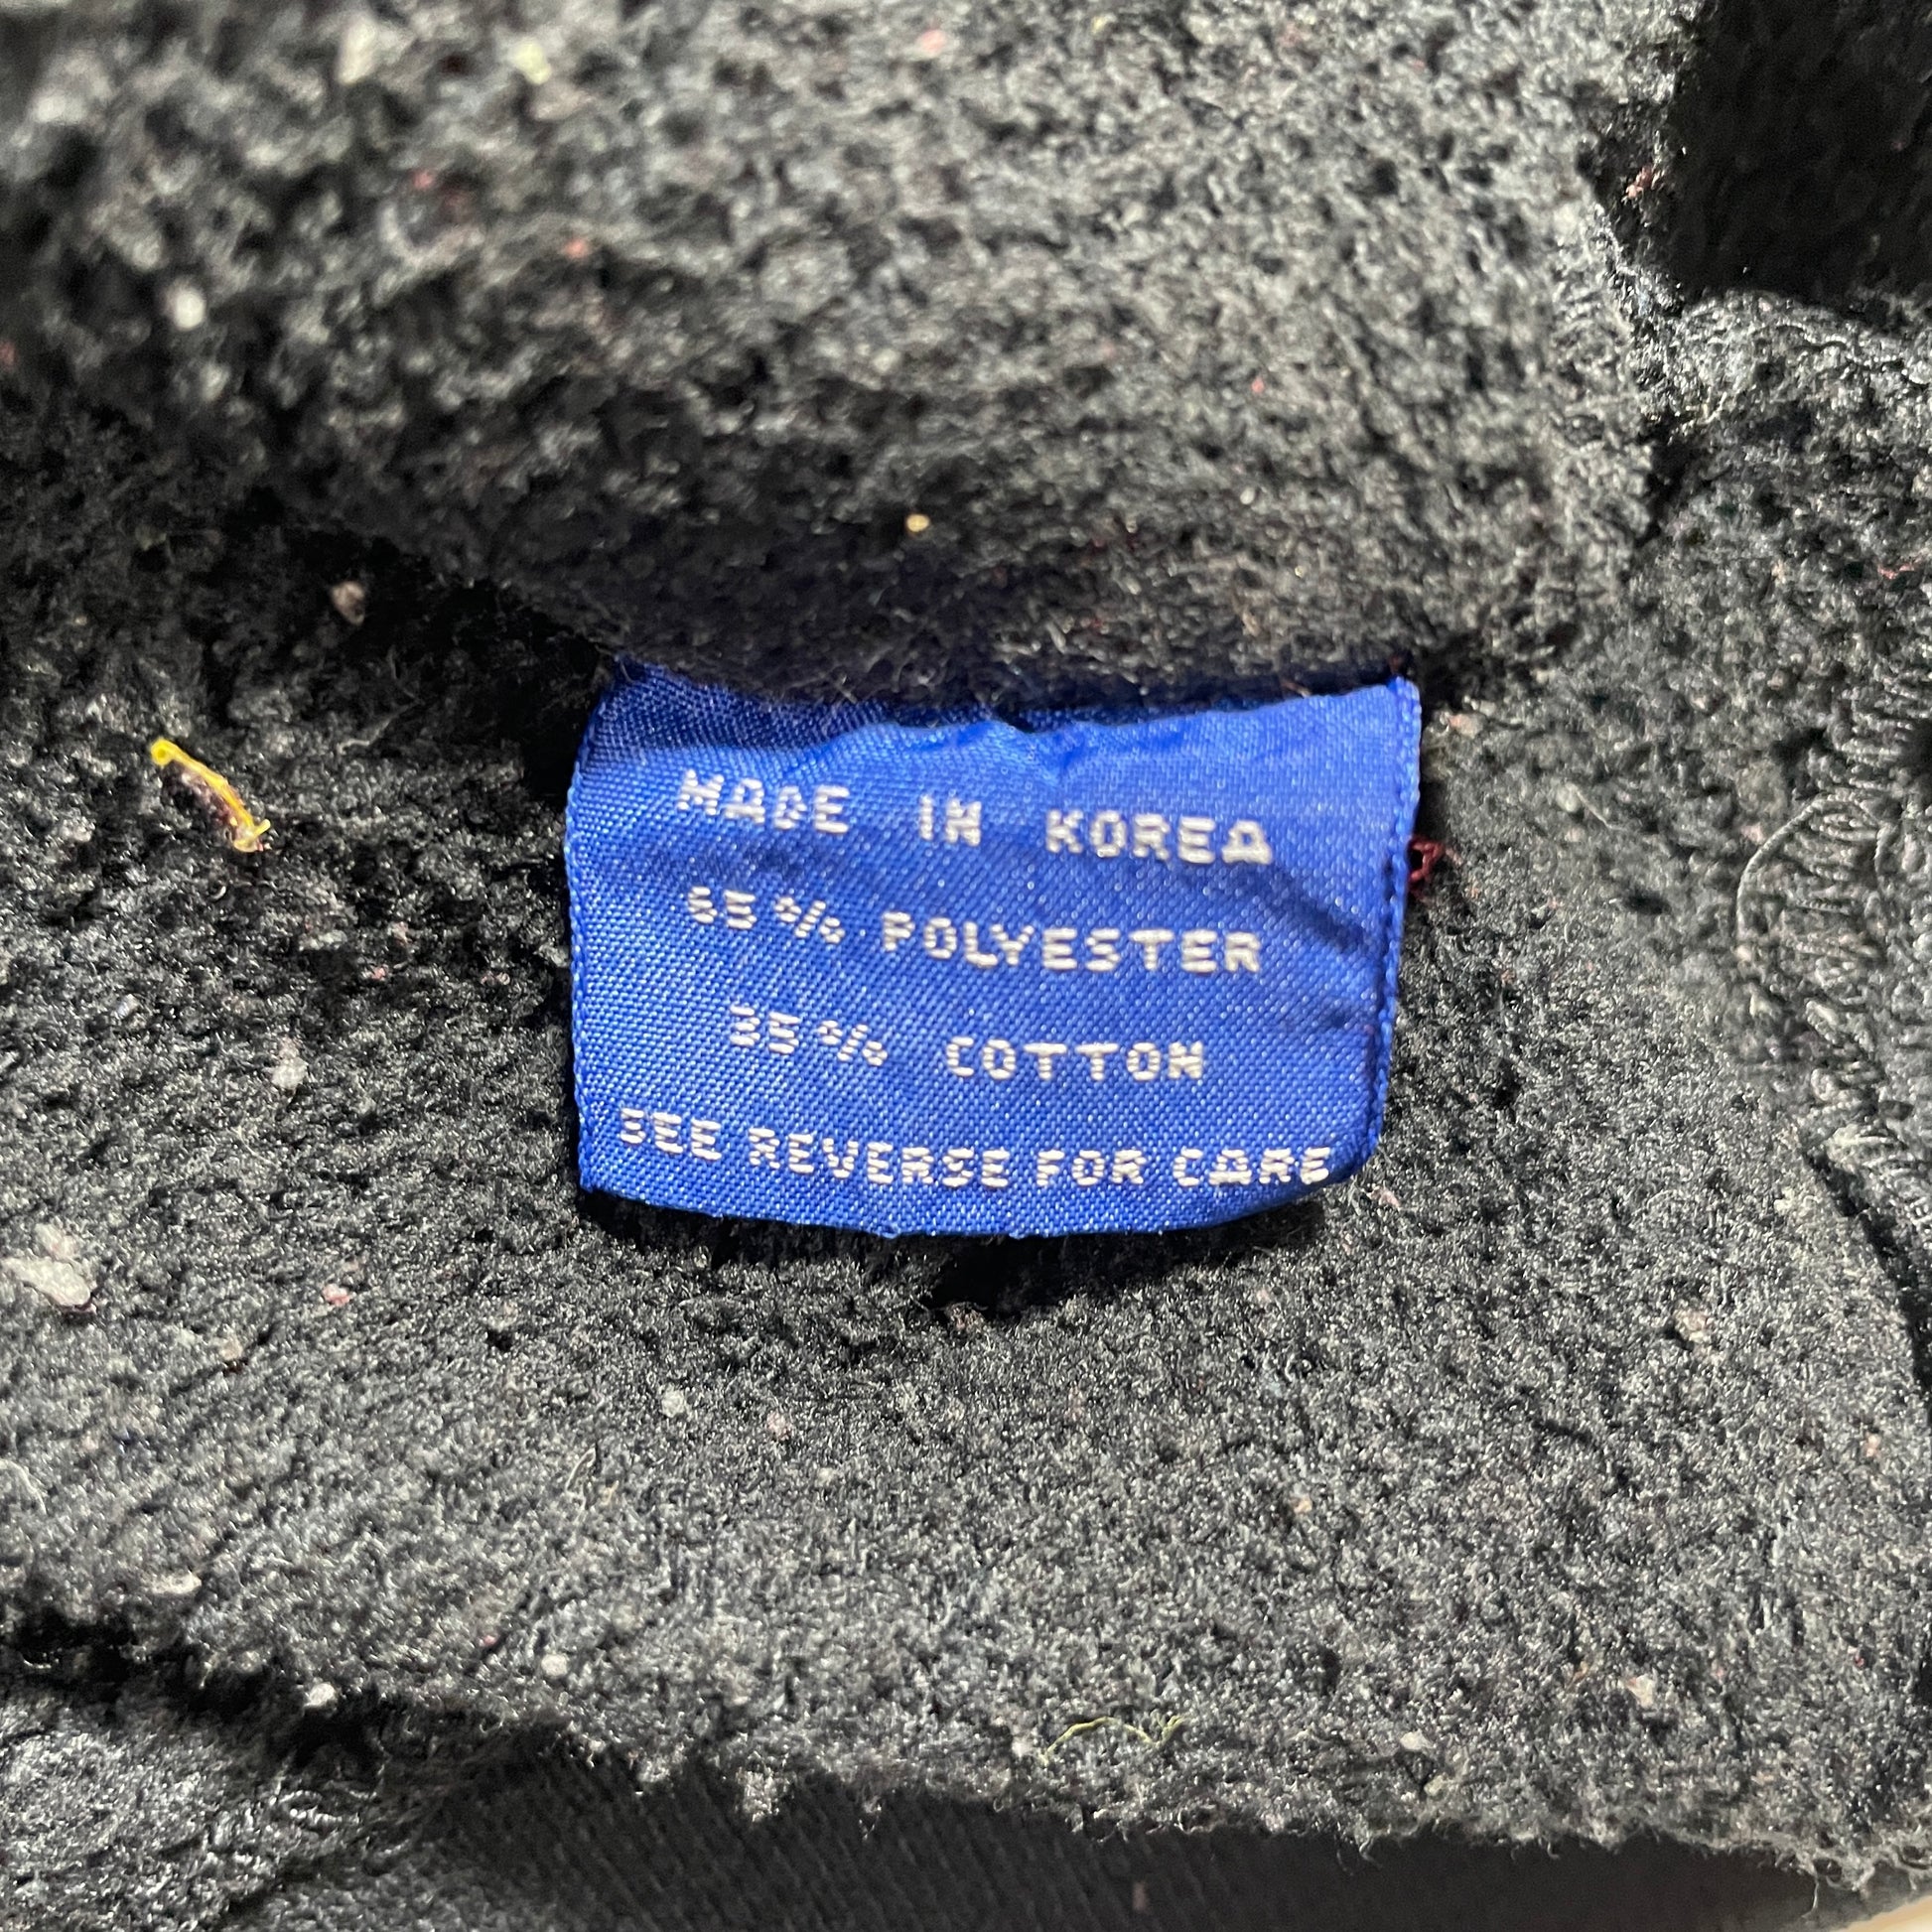 MADE IN KOREA
65% POLYESTER
35% COTTON
SEE REVERSE FOR CARE